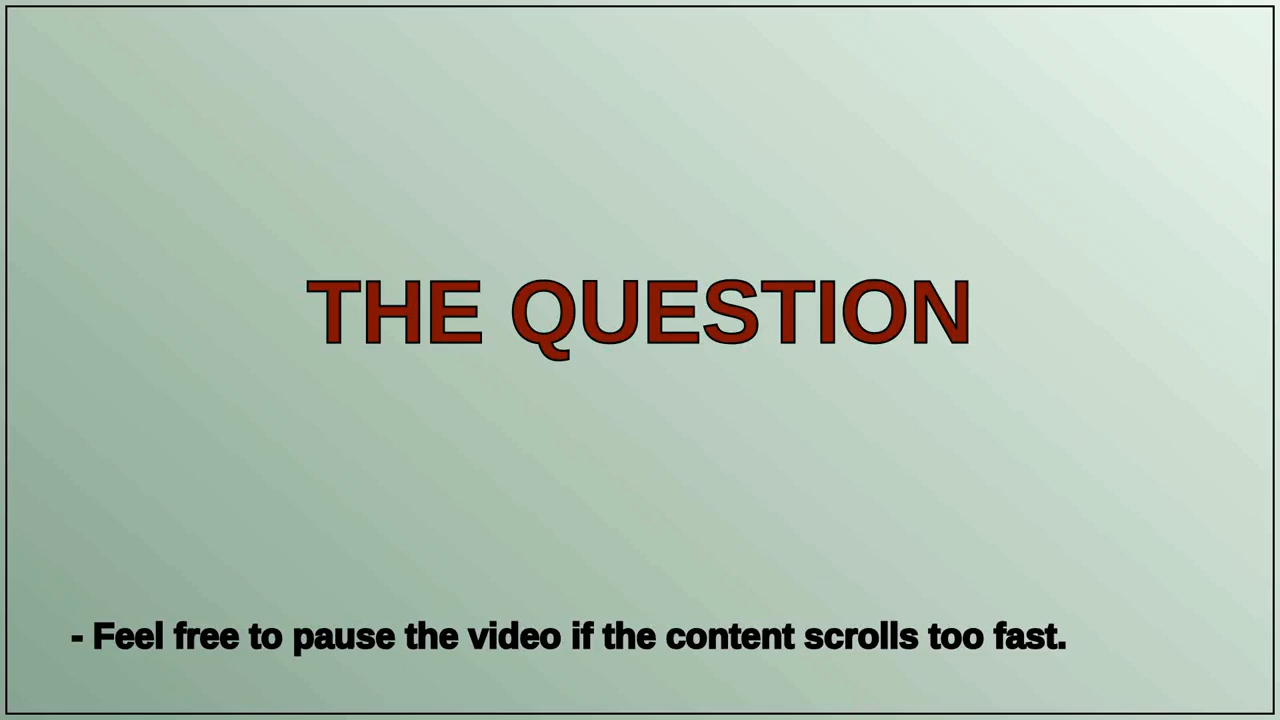 THE QUESTION
- Feel free to pause the video if the content scrolls too fast.